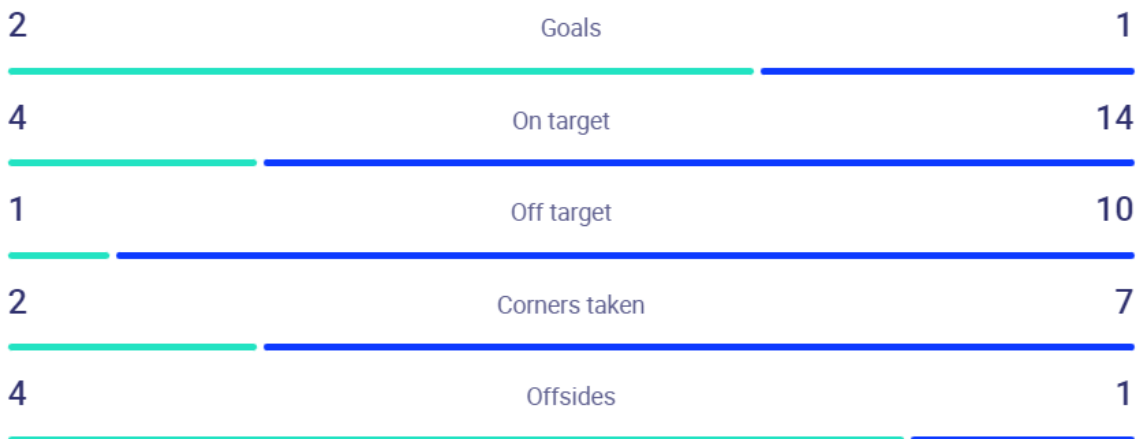 2 Goals 1
4 On target 14
1 Off target 10
2 Corners taken 7
4 Offsides 1